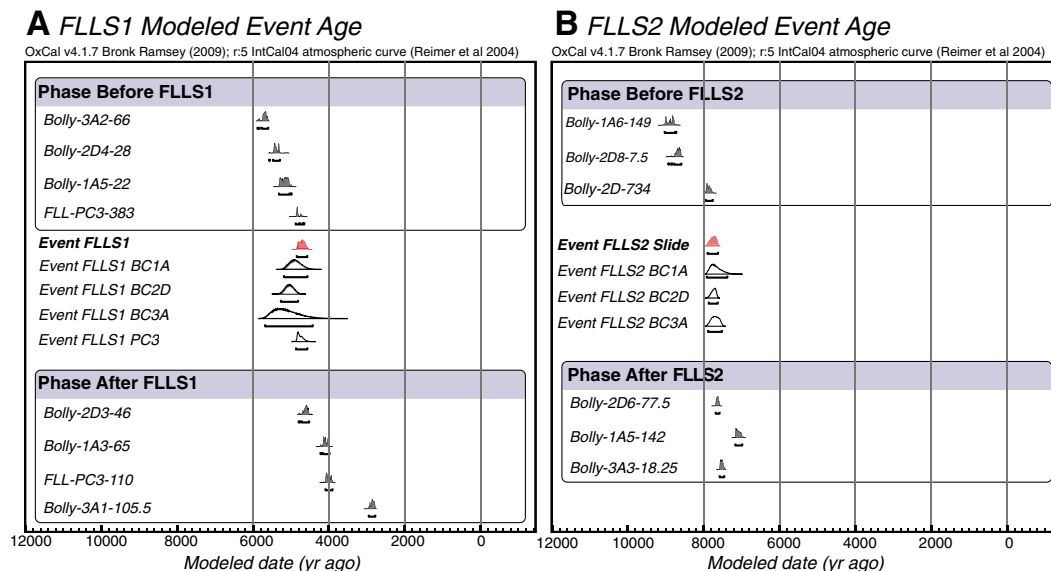 A FLLS1 Modeled Event Age
OxCal v4.1.7 Bronk Ramsey (2009); r:5 IntCal04 atmospheric curve (Reimer et al 2004)
Phase Before FLLS1
Bolly-3A2-66
Bolly-2D4-28
Bolly-1A5-22
FLL-PC3-383
Event FLLS1
Event FLLS1 BC1A
Event FLLS1 BC2D
Event FLLS1 BC3A
Event FLLS1 PC3
Phase After FLLS1
Bolly-2D3-46
Bolly-1A3-65
FLL-PC3-110
Bolly-3A1-105.5
12000 10000 8000 6000 4000 2000 0
Modeled date (yr ago)
B FLLS2 Modeled Event Age
OxCal v4.1.7 Bronk Ramsey (2009); r:5 IntCal04 atmospheric curve (Reimer et al 2004)
Phase Before FLLS2
Bolly-1A6-149
Bolly-2D8-7.5
Bolly-2D-734
Event FLLS2 Slide
Event FLLS2 BC1A
Event FLLS2 BC2D
Event FLLS2 BC3A
Phase After FLLS2
Bolly-2D6-77.5
Bolly-1A5-142
Bolly-3A3-18.25
12000 10000 8000 6000 4000 2000 0
Modeled date (yr ago)